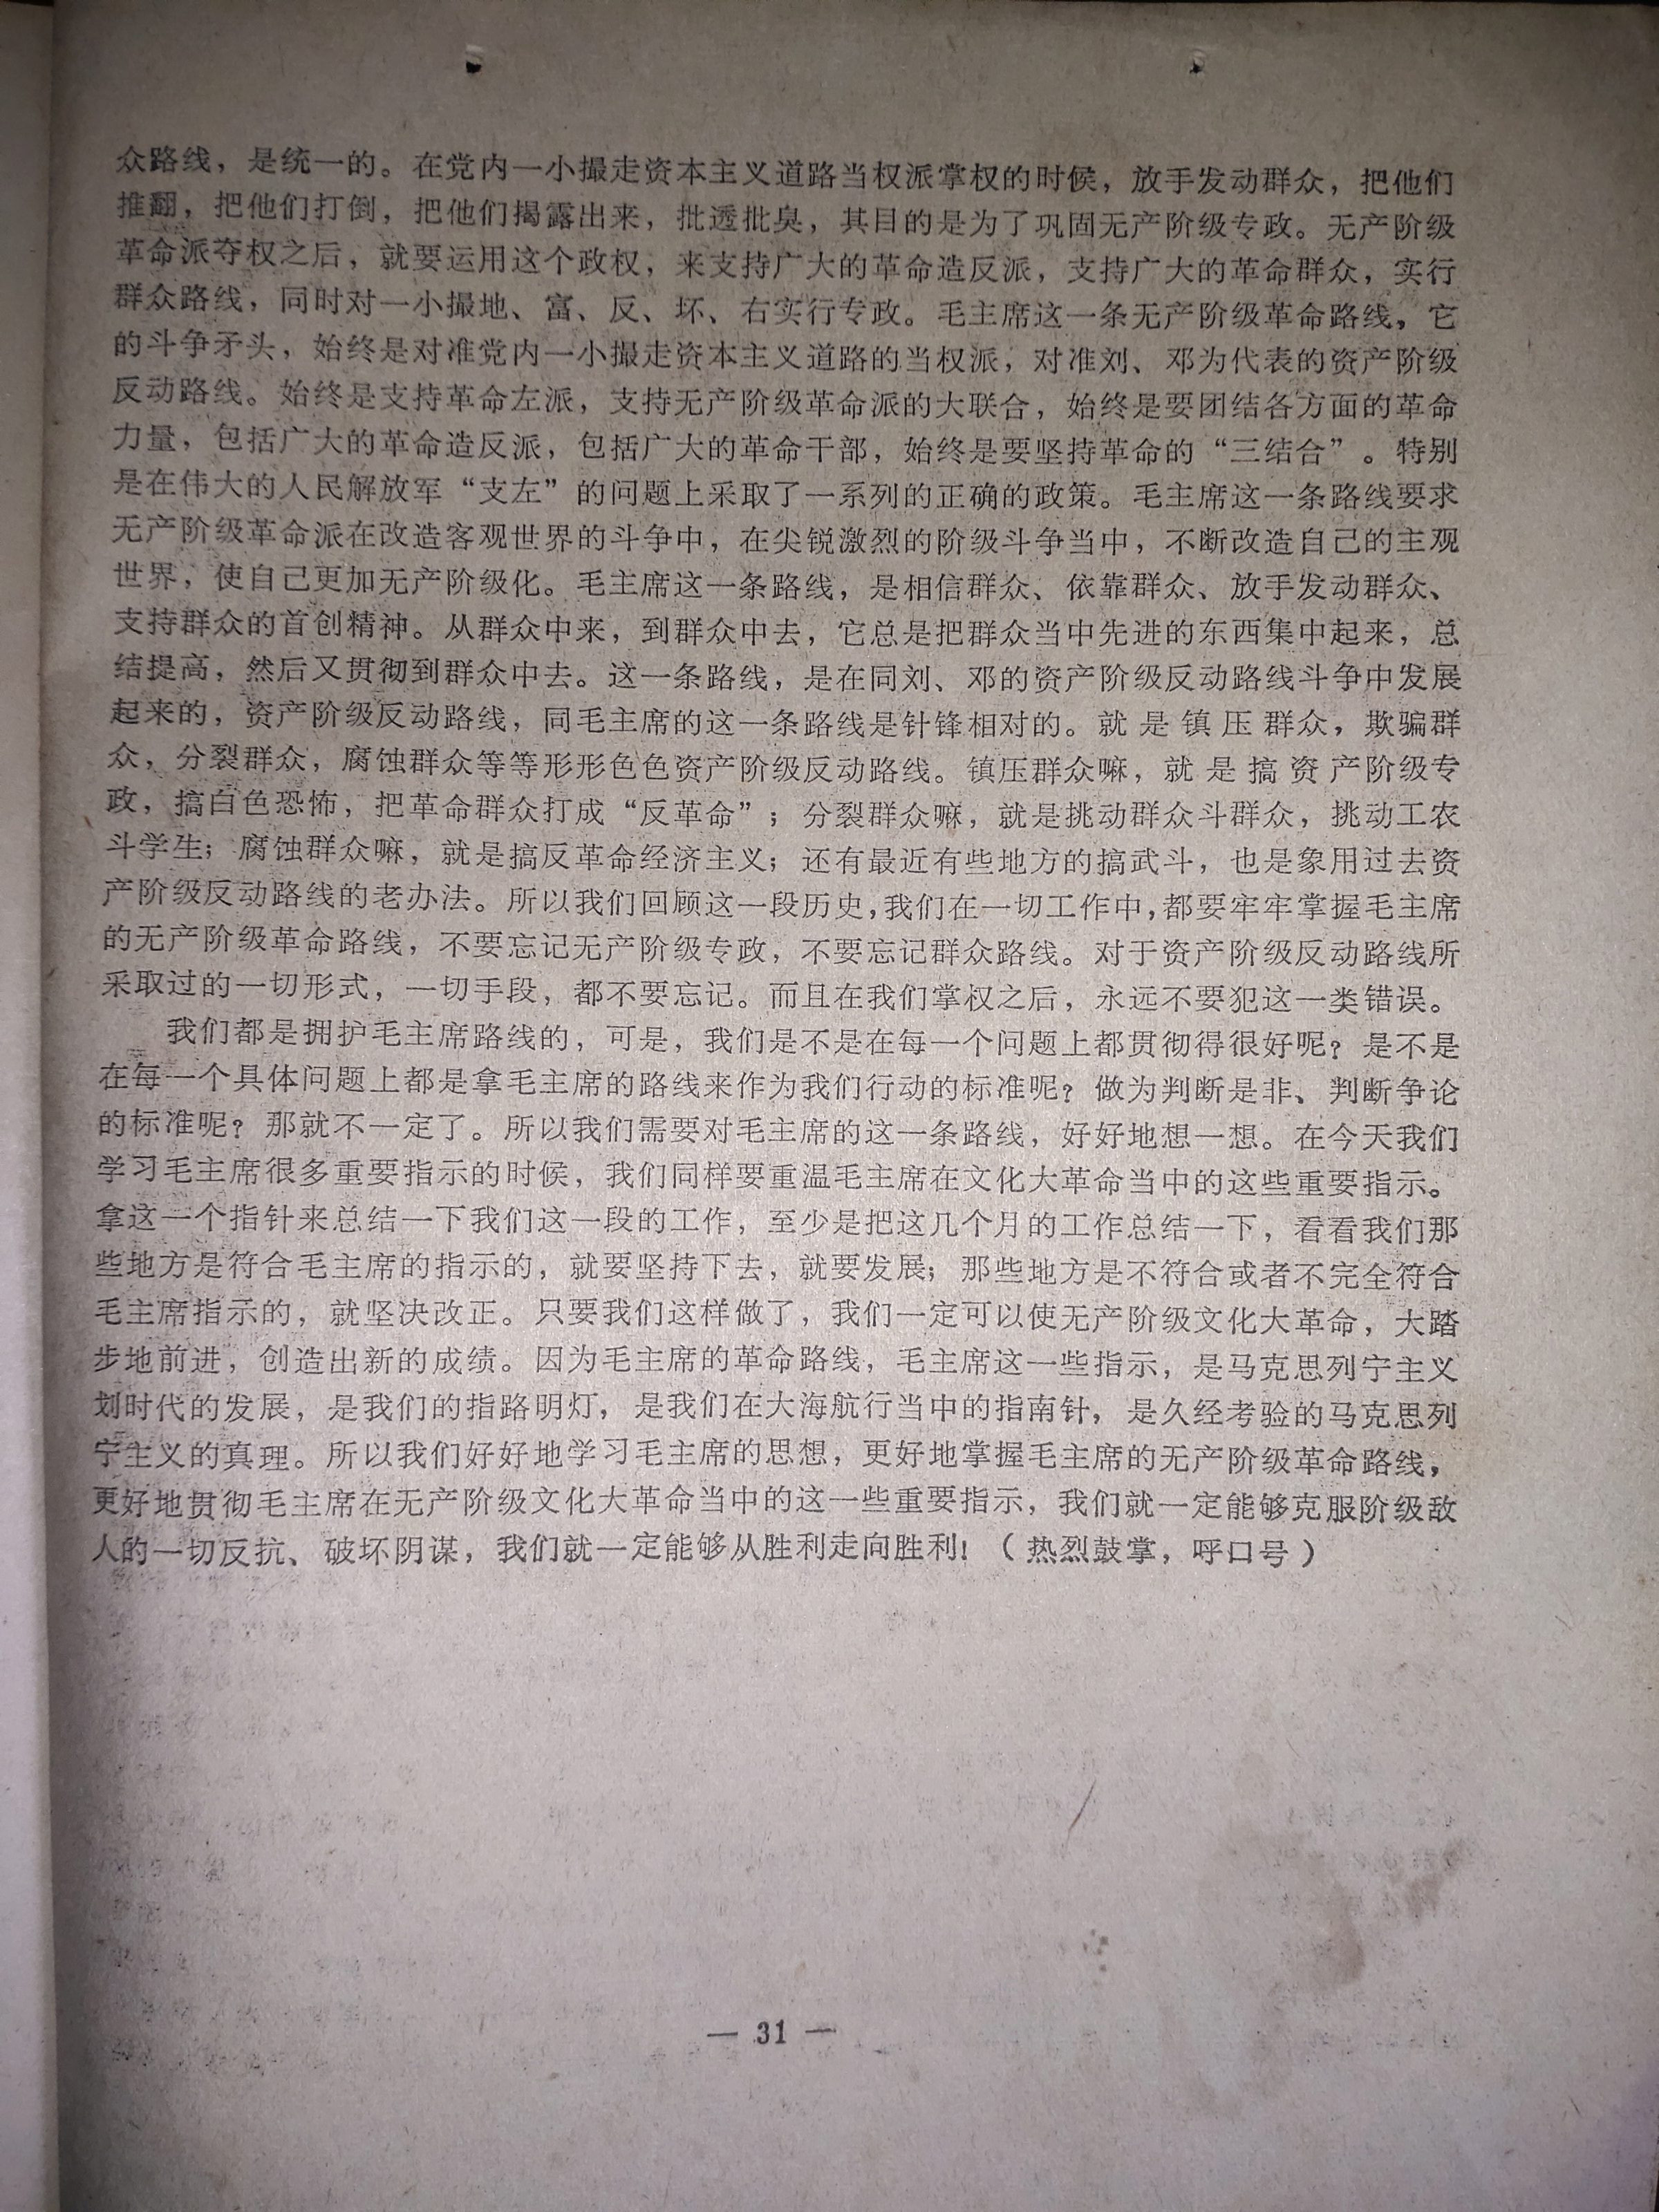 众路线，是统一的。在党内一小撮走资本主义道路当权派掌权的时候，放手发动群众，把他们
推翻，把他们打倒，把他们揭露出来，批透批臭，其目的是为了巩固无产阶级专政。无产阶级
革命派夺权之后，就要运用这个政权，来支持广大的革命造反派，支持广大的革命群众，实行
群众路线，同时对一小撮地、富、反、坏、右实行专政。毛主席这一条无产阶级革命路线，它
的斗争矛头，始终是对准党内一小撮走资本主义道路的当权派，对准刘、邓为代表的资产阶级
反动路线。始终是支持革命左派，支持无产阶级革命派的大联合，始终是要团结各方面的革命
力量，包括广大的革命造反派，包括广大的革命干部，始终是要坚持革命的“三结合”。特别
是在伟大的人民解放军“支左”的问题上采取了一系列的正确的政策。毛主席这一条路线要求
无产阶级革命派在改造客观世界的斗争中，在尖锐激烈的阶级斗争当中，不断改造自己的主观
世界，使自己更加无产阶级化。毛主席这一条路线，是相信群众、依靠群众、放手发动群众、
支持群众的首创精神。从群众中来，到群众中去，它总是把群众当中先进的东西集中起来，总
结提高，然后又贯彻到群众中去。这一条路线，是在同刘、邓的资产阶级反动路线斗争中发展
起来的，资产阶级反动路线，同毛主席的这一条路线是针锋相对的。就是镇压群众，欺骗群
众，分裂群众，腐蚀群众等等形形色色资产阶级反动路线。镇压群众嘛，就是搞资产阶级专
政，搞白色恐怖，把革命群众打成“反革命”；分裂群众嘛，就是挑动群众斗群众，挑动工农
斗学生；腐蚀群众嘛，就是搞反革命经济主义；还有最近有些地方的搞武斗，也是象用过去资
产阶级反动路线的老办法。所以我们回顾这一段历史，我们在一切工作中，都要牢牢掌握毛主席
的无产阶级革命路线，不要忘记无产阶级专政，不要忘记群众路线。对于资产阶级反动路线所
采取过的一切形式，一切手段，都不要忘记。而且在我们掌权之后，永远不要犯这一类错误。
我们都是拥护毛主席路线的，可是，我们是不是在每一个问题上都贯彻得很好呢？是不是
在每一个具体问题上都是拿毛主席的路线来作为我们行动的标准呢？做为判断是非、判断争论
的标准呢？那就不一定了。所以我们需要对毛主席的这一条路线，好好地想一想。在今天我们
学习毛主席很多重要指示的时候，我们同样要重温毛主席在文化大革命当中的这些重要指示。
拿这一个指针来总结一下我们这一段的工作，至少是把这几个月的工作总结一下，看看我们那
些地方是符合毛主席的指示的，就要坚持下去，就要发展；那些地方是不符合或者不完全符合
毛主席指示的，就坚决改正。只要我们这样做了，我们一定可以使无产阶级文化大革命，大踏
步地前进，创造出新的成绩。因为毛主席的革命路线，毛主席这一些指示，是马克思列宁主义
划时代的发展，是我们的指路明灯，是我们在大海航行当中的指南针，是久经考验的马克思列
宁主义的真理。所以我们好好地学习毛主席的思想，更好地掌握毛主席的无产阶级革命路线，
更好地贯彻毛主席在无产阶级文化大革命当中的这一些重要指示，我们就一定能够克服阶级敌
人的一切反抗、破坏阴谋，我们就一定能够从胜利走向胜利！（热烈鼓掌，呼口号）
— 31 —